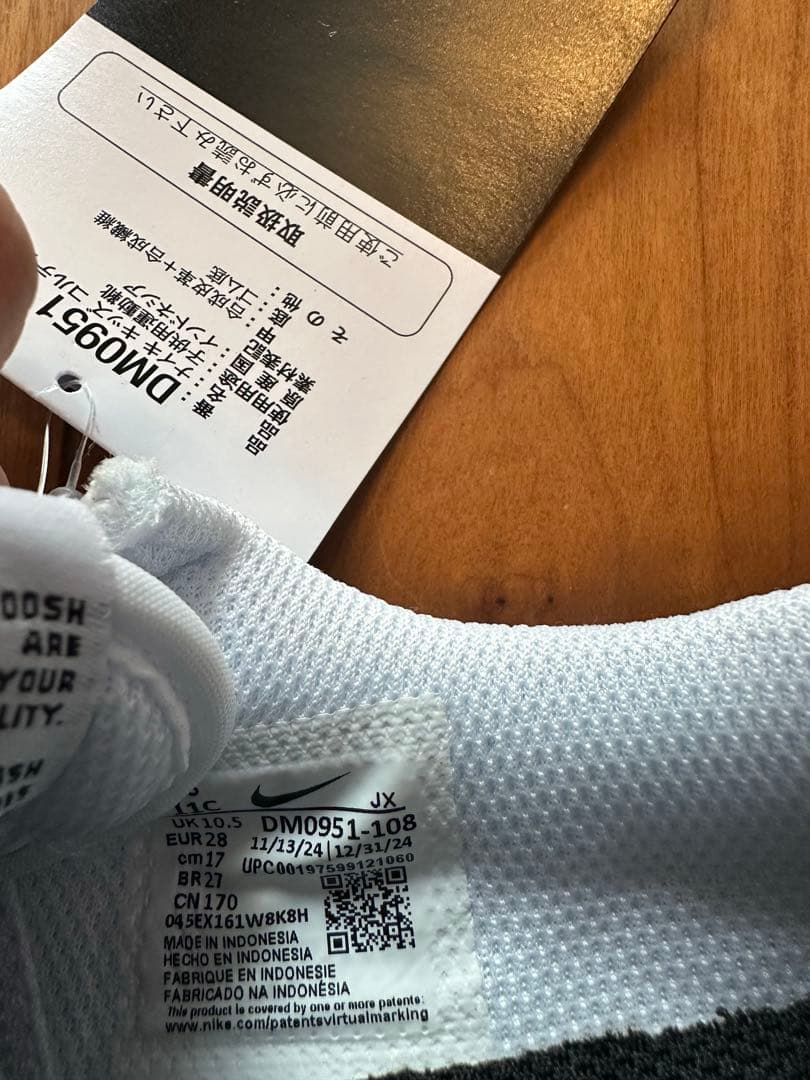 取扱説明書
ご使用前に必ずお読み下さい
品番:DM0951
品名:ナイキ キッズ コルテ
使用用途:子供用運動靴
原産国:インドネシア
素材表記 甲:合成皮革+合成繊維
底:ゴム底
その他:
OOSH
ARE
YOUR
LITY.
11C
JX
UK 10.5
DM0951-108
EUR 28
11/13/24 | 12/31/24
cm 17
UPC 00197599121060
BR 27
CN 170
045EX161W8K8H
MADE IN INDONESIA
HECHO EN INDONESIA
FABRIQUE EN INDONESIE
FABRICADO NA INDONÉSIA
This product is covered by one or more patents:
www.nike.com/patentsvirtualmarking